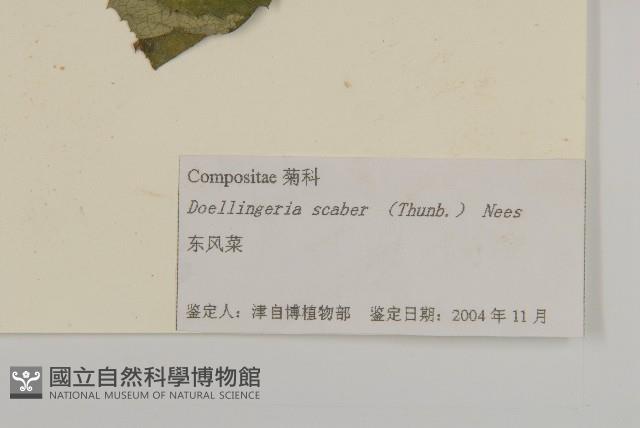 Compositae 菊科
Doellingeria scaber （Thunb.） Nees
东风菜
鉴定人：津自博植物部 鉴定日期：2004 年 11 月
國立自然科學博物館
NATIONAL MUSEUM OF NATURAL SCIENCE